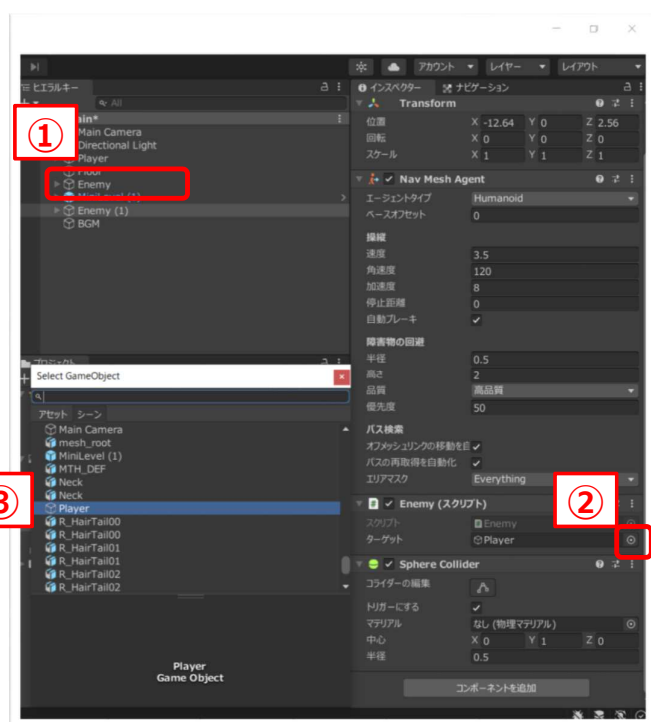 アカウント レイヤー レイアウト
ヒエラルキー
All
Main Camera
Directional Light
Player
Floor
Enemy
MiniLevel (1)
Enemy (1)
BGM
①
インスペクター ナビゲーション
Transform
位置 X -12.64 Y 0 Z 2.56
回転 X 0 Y 0 Z 0
スケール X 1 Y 1 Z 1
Nav Mesh Agent
エージェントタイプ Humanoid
ベースオフセット 0
操縦
速度 3.5
角速度 120
加速度 8
停止距離 0
自動ブレーキ
障害物の回避
半径 0.5
高さ 2
品質 高品質
優先度 50
パス検索
オフメッシュリンクの移動を自
パスの再取得を自動化
エリアマスク Everything
Enemy (スクリプト)
②
スクリプト Enemy
ターゲット Player
Sphere Collider
コライダーの編集
トリガーにする
マテリアル なし (物理マテリアル)
中心 X 0 Y 1 Z 0
半径 0.5
コンポーネントを追加
プロジェクト
Select GameObject
アセット シーン
Main Camera
mesh_root
MiniLevel (1)
MTH_DEF
Neck
Neck
③
Player
R_HairTail00
R_HairTail00
R_HairTail01
R_HairTail01
R_HairTail02
R_HairTail02
Player
Game Object